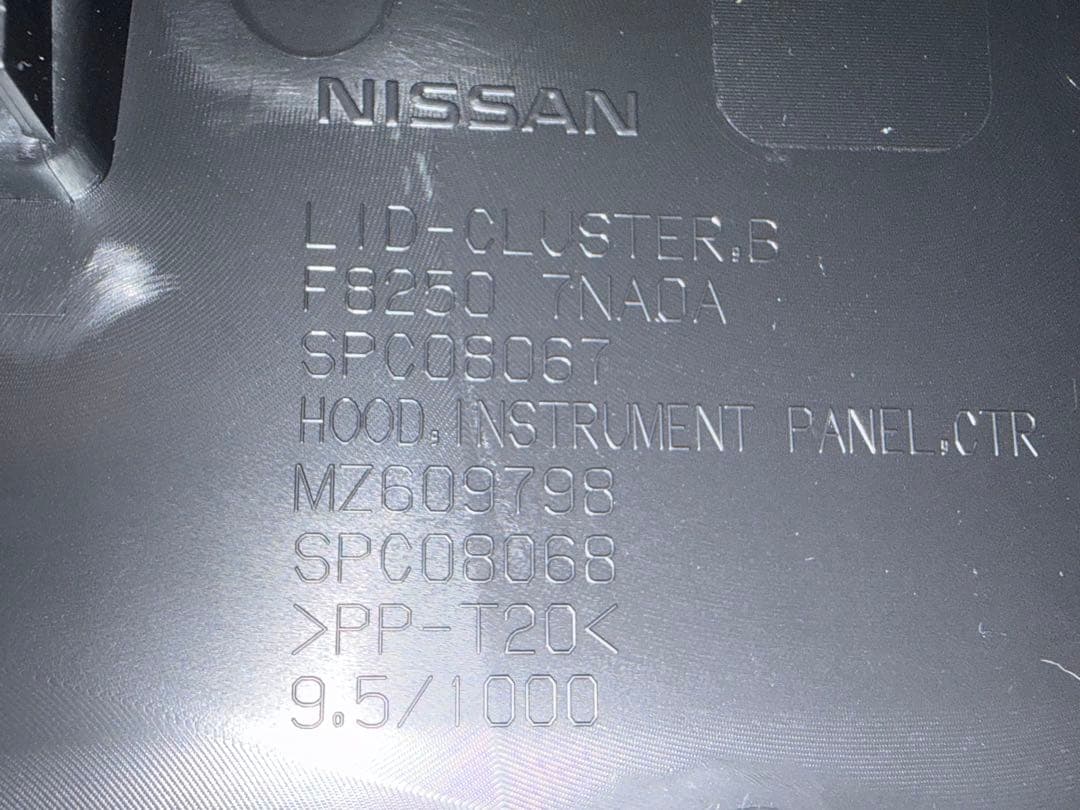 NISSAN
LID-CLUSTER,B
F8250 7NA0A
SPC08067
HOOD,INSTRUMENT PANEL,CTR
MZ609798
SPC08068
>PP-T20<
9.5/1000